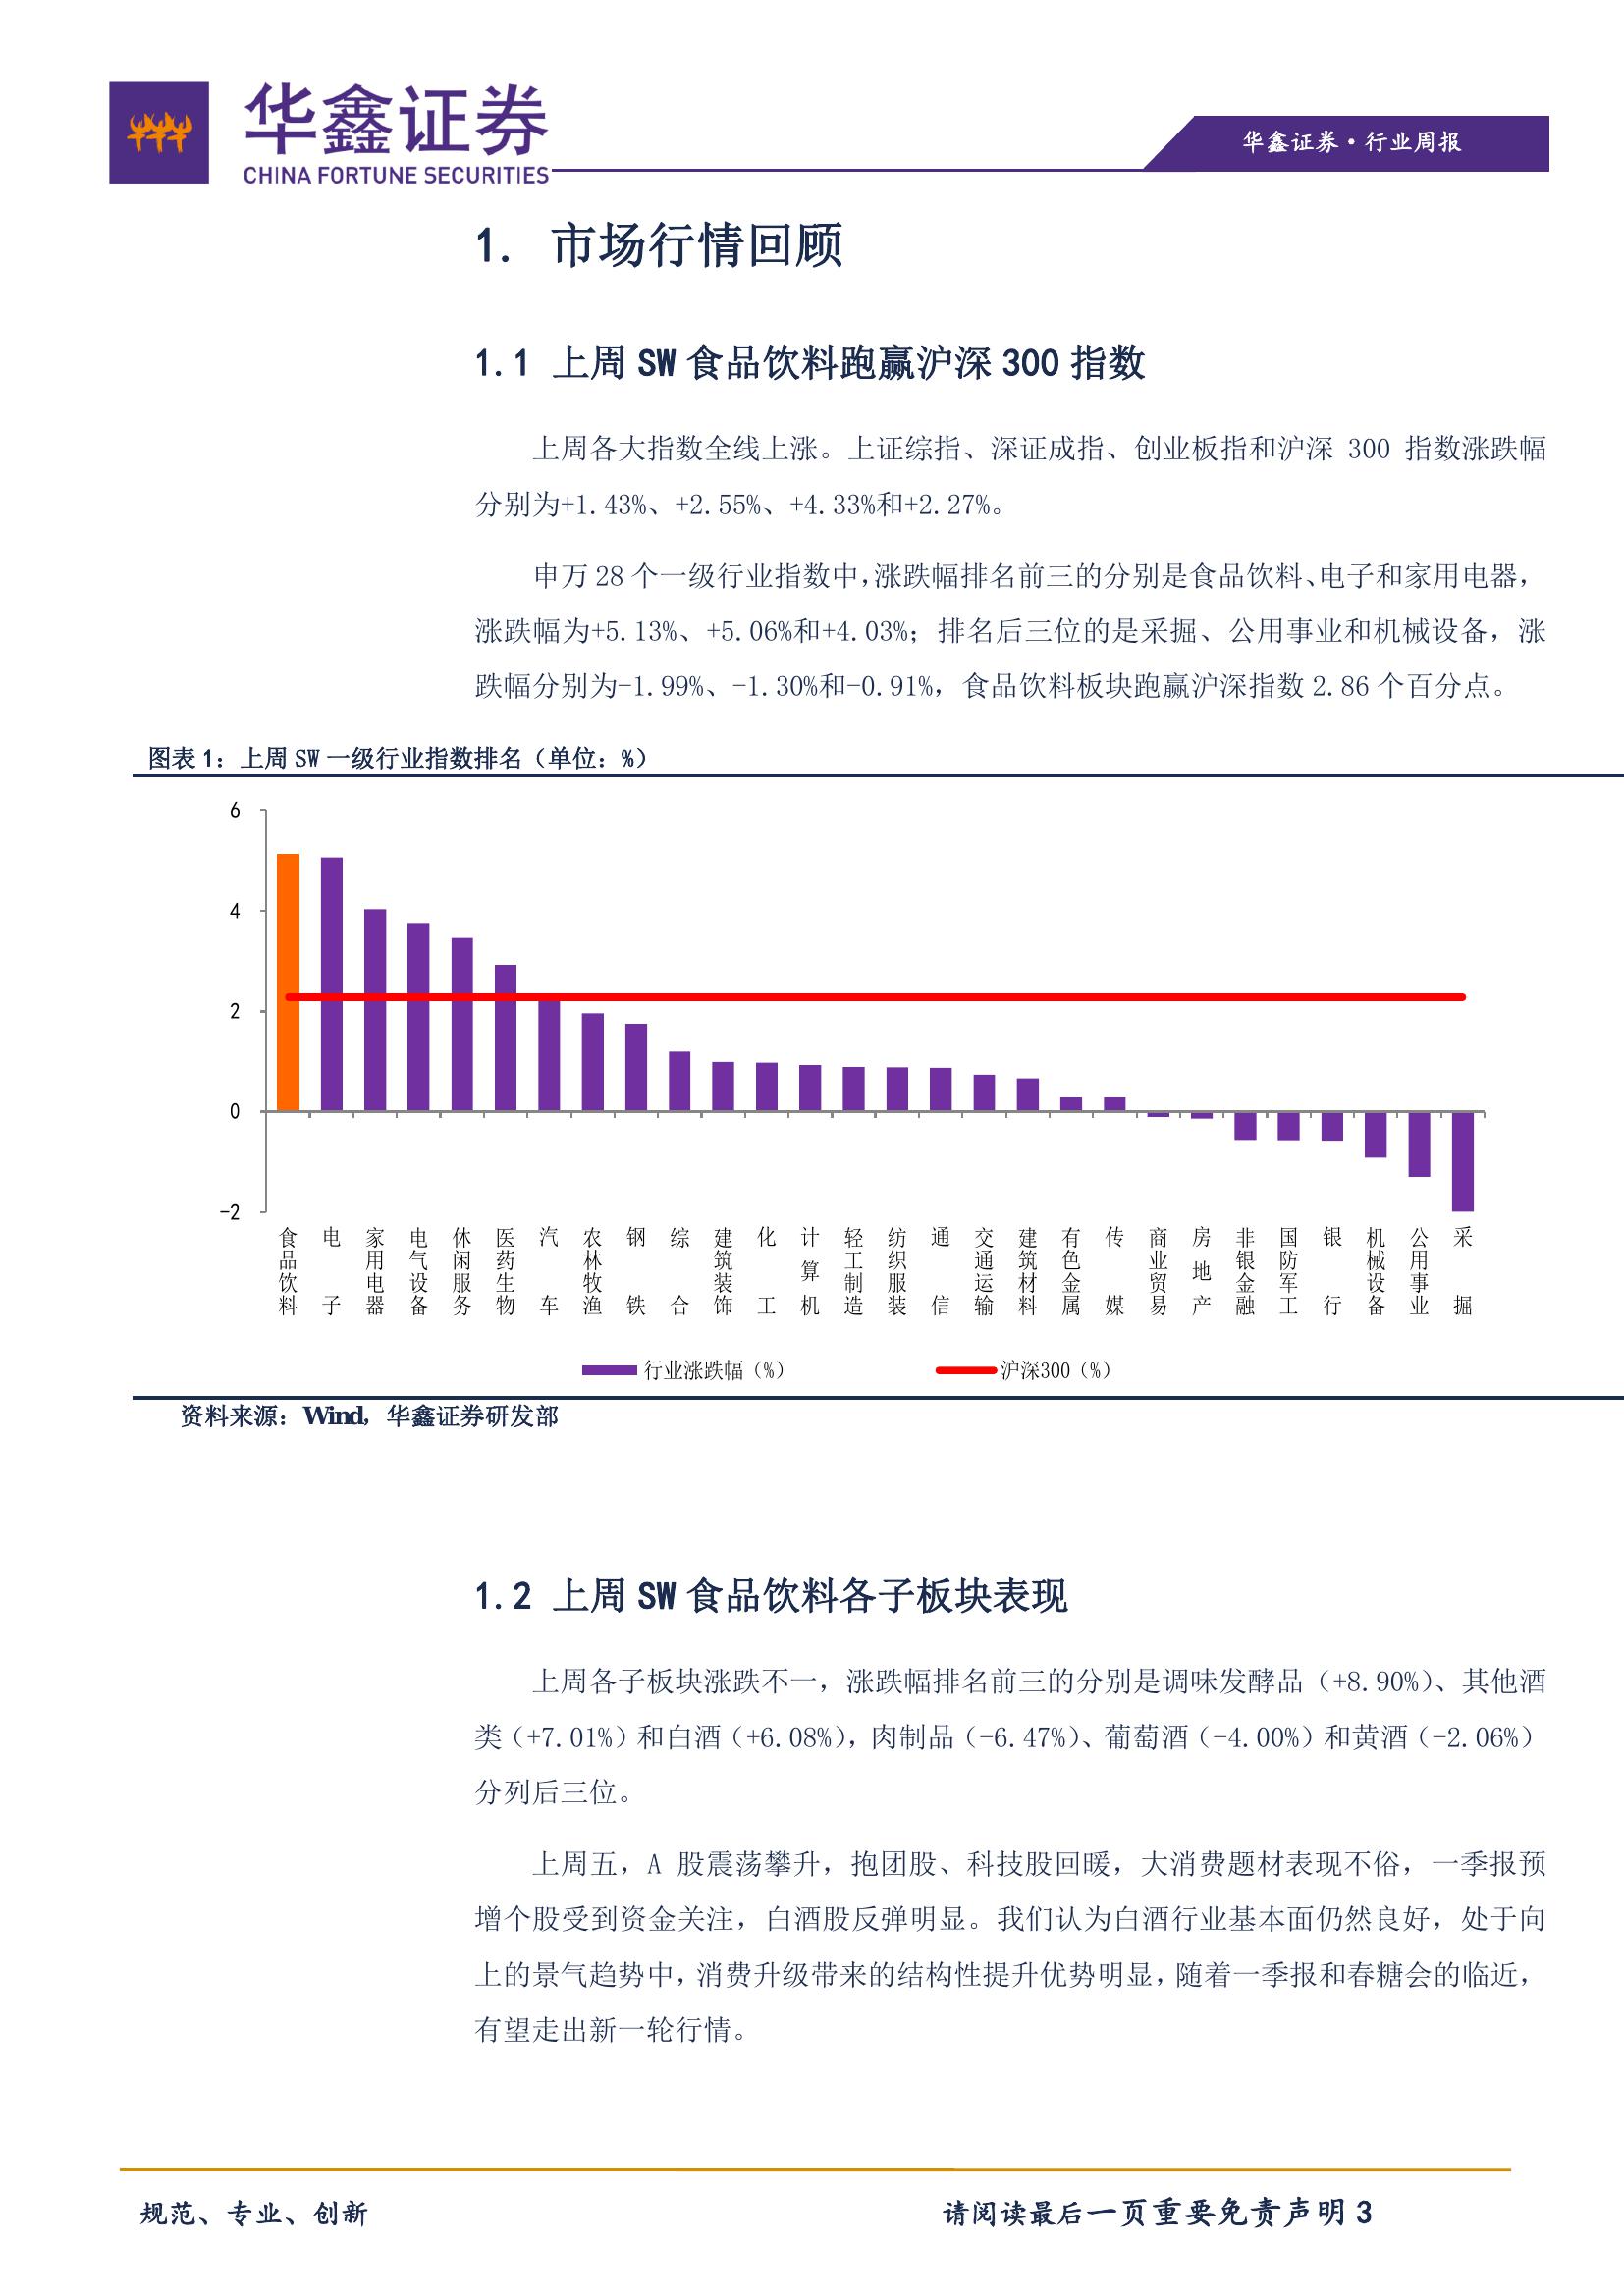 华鑫证券
CHINA FORTUNE SECURITIES
华鑫证券·行业周报
1. 市场行情回顾
1.1 上周 SW 食品饮料跑赢沪深 300 指数
上周各大指数全线上涨。上证综指、深证成指、创业板指和沪深 300 指数涨跌幅
分别为+1.43%、+2.55%、+4.33%和+2.27%。
申万 28 个一级行业指数中，涨跌幅排名前三的分别是食品饮料、电子和家用电器，
涨跌幅为+5.13%、+5.06%和+4.03%；排名后三位的是采掘、公用事业和机械设备，涨
跌幅分别为-1.99%、-1.30%和-0.91%，食品饮料板块跑赢沪深指数 2.86 个百分点。
图表 1：上周 SW 一级行业指数排名（单位：%）
6
4
2
0
-2
食品饮料
电子
家用电器
电气设备
休闲服务
医药生物
汽车
农林牧渔
钢铁
综合
建筑装饰
化工
计算机
轻工制造
纺织服装
通信
交通运输
建筑材料
有色金属
传媒
商业贸易
房地产
非银金融
国防军工
银行
机械设备
公用事业
采掘
行业涨跌幅（%）
沪深300（%）
资料来源：Wind，华鑫证券研发部
1.2 上周 SW 食品饮料各子板块表现
上周各子板块涨跌不一，涨跌幅排名前三的分别是调味发酵品（+8.90%）、其他酒
类（+7.01%）和白酒（+6.08%），肉制品（-6.47%）、葡萄酒（-4.00%）和黄酒（-2.06%）
分列后三位。
上周五，A 股震荡攀升，抱团股、科技股回暖，大消费题材表现不俗，一季报预
增个股受到资金关注，白酒股反弹明显。我们认为白酒行业基本面仍然良好，处于向
上的景气趋势中，消费升级带来的结构性提升优势明显，随着一季报和春糖会的临近，
有望走出新一轮行情。
规范、专业、创新
请阅读最后一页重要免责声明 3